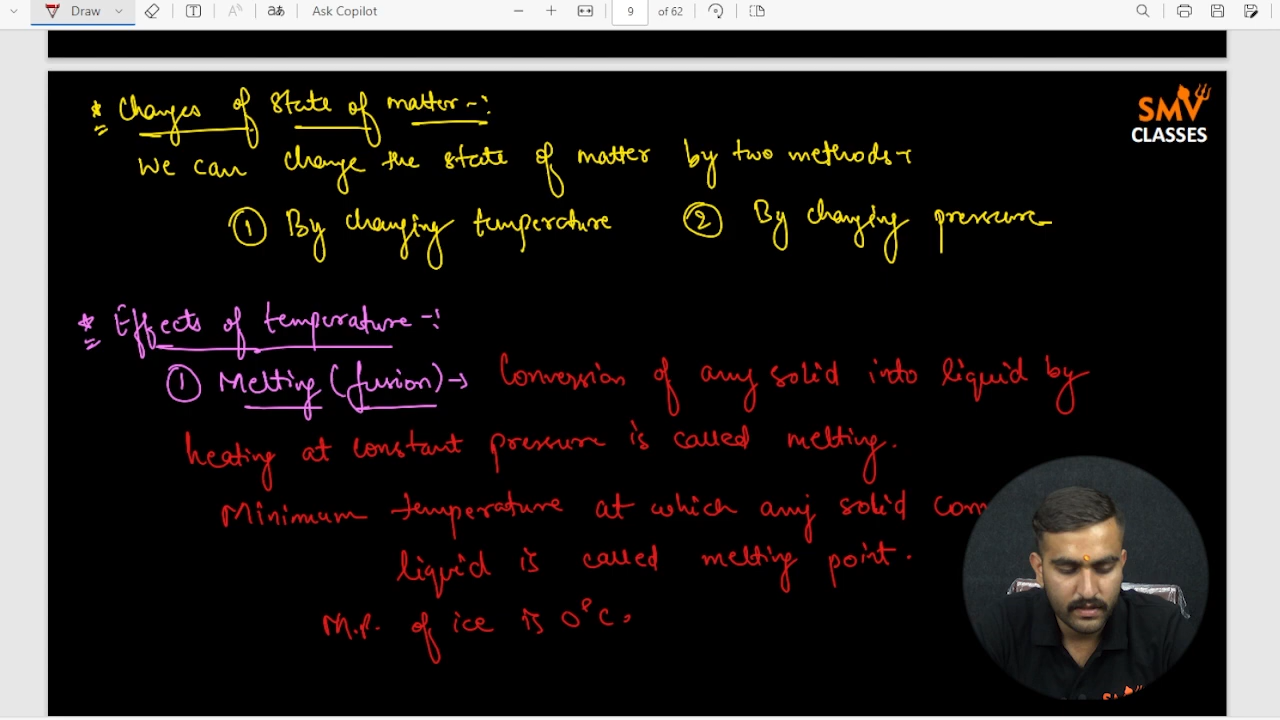 Draw
Ask Copilot
9 of 62
SMV
CLASSES
* Changes of state of matter -:
We can change the state of matter by two methods -
① By changing temperature ② By changing pressure
* Effects of temperature -:
① Melting (fusion) → Conversion of any solid into liquid by
heating at constant pressure is called melting.
Minimum temperature at which any solid
liquid is called melting point.
M.P. of ice is 0°C.